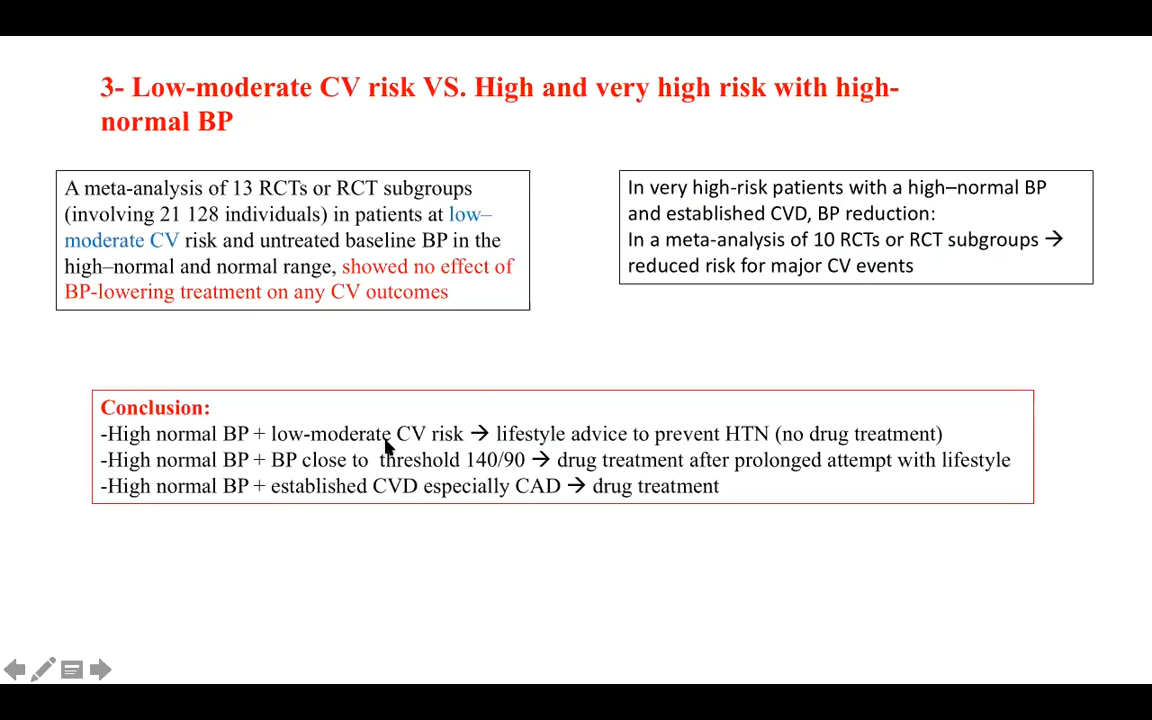 3- Low-moderate CV risk VS. High and very high risk with high-
normal BP
A meta-analysis of 13 RCTs or RCT subgroups
(involving 21 128 individuals) in patients at low–
moderate CV risk and untreated baseline BP in the
high–normal and normal range, showed no effect of
BP-lowering treatment on any CV outcomes
In very high-risk patients with a high–normal BP
and established CVD, BP reduction:
In a meta-analysis of 10 RCTs or RCT subgroups →
reduced risk for major CV events
Conclusion:
-High normal BP + low-moderate CV risk → lifestyle advice to prevent HTN (no drug treatment)
-High normal BP + BP close to  threshold 140/90 → drug treatment after prolonged attempt with lifestyle
-High normal BP + established CVD especially CAD → drug treatment